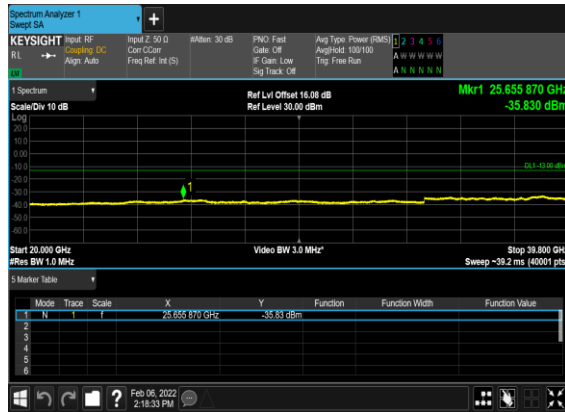 Spectrum Analyzer 1
Swept SA
+
KEYSIGHT Input: RF Input Z: 50 Ω #Atten: 30 dB PNO: Fast Avg Type: Power (RMS) 1 2 3 4 5 6
RL Coupling: DC Corr CCorr Gate: Off Avg|Hold: 100/100 A W W W W W
Align: Auto Freq Ref: Int (S) IF Gain: Low Trig: Free Run
Sig Track: Off A N N N N N
1 Spectrum
Ref Lvl Offset 16.08 dB Mkr1 25.655 870 GHz
Scale/Div 10 dB Ref Level 30.00 dBm -35.830 dBm
Log
20.0
10.0
0.00
-10.0
DL1 -13.00 dBm
-20.0
-30.0
1
-40.0
-50.0
-60.0
Start 20.000 GHz Video BW 3.0 MHz* Stop 39.800 GHz
#Res BW 1.0 MHz Sweep ~39.2 ms (40001 pts)
5 Marker Table
Mode Trace Scale X Y Function Function Width Function Value
1 N 1 f 25.655 870 GHz -35.83 dBm
2
3
4
5
6
? Feb 06, 2022
2:18:33 PM